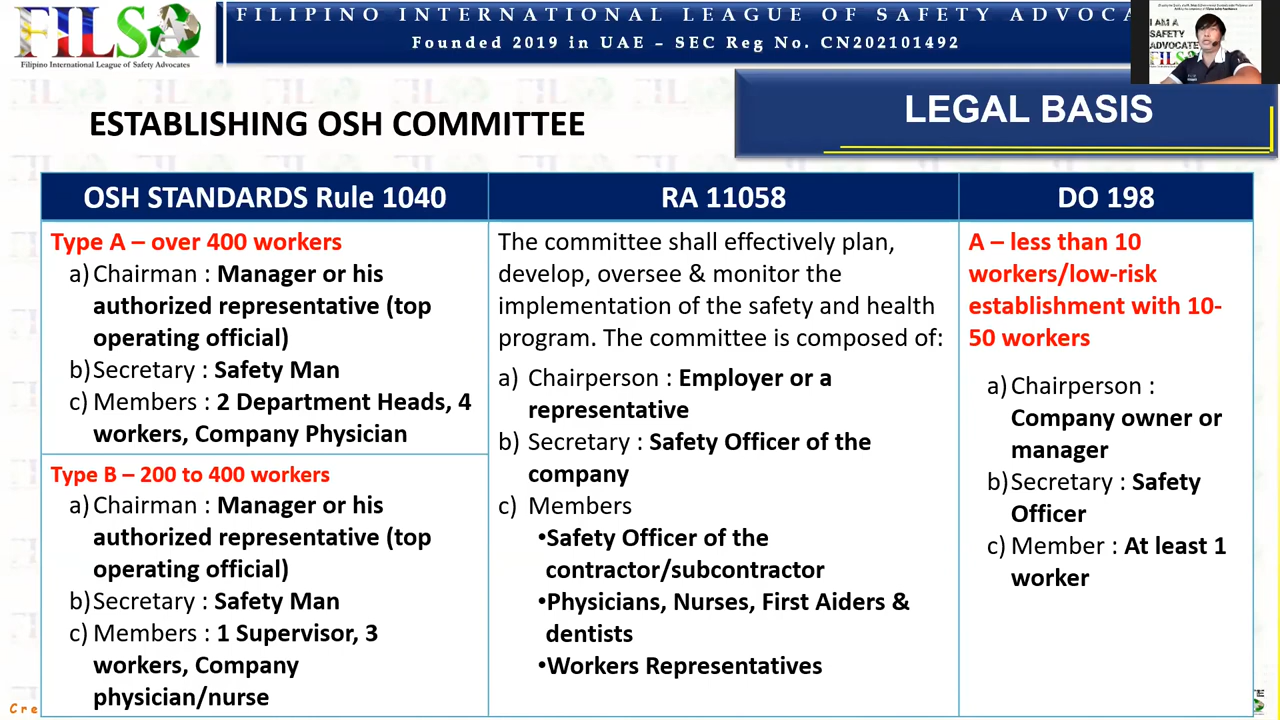 FILSA
Filipino International League of Safety Advocates
FILIPINO INTERNATIONAL LEAGUE OF SAFETY ADVOCA
Founded 2019 in UAE – SEC Reg No. CN202101492
I AM A
SAFETY
ADVOCATE
ESTABLISHING OSH COMMITTEE
LEGAL BASIS
OSH STANDARDS Rule 1040
Type A – over 400 workers
a) Chairman : Manager or his
authorized representative (top
operating official)
b) Secretary : Safety Man
c) Members : 2 Department Heads, 4
workers, Company Physician
Type B – 200 to 400 workers
a) Chairman : Manager or his
authorized representative (top
operating official)
b) Secretary : Safety Man
c) Members : 1 Supervisor, 3
workers, Company
physician/nurse
RA 11058
The committee shall effectively plan,
develop, oversee & monitor the
implementation of the safety and health
program. The committee is composed of:
a) Chairperson : Employer or a
representative
b) Secretary : Safety Officer of the
company
c) Members
•Safety Officer of the
contractor/subcontractor
•Physicians, Nurses, First Aiders &
dentists
•Workers Representatives
DO 198
A – less than 10
workers/low-risk
establishment with 10-
50 workers
a) Chairperson :
Company owner or
manager
b) Secretary : Safety
Officer
c) Member : At least 1
worker
Cre